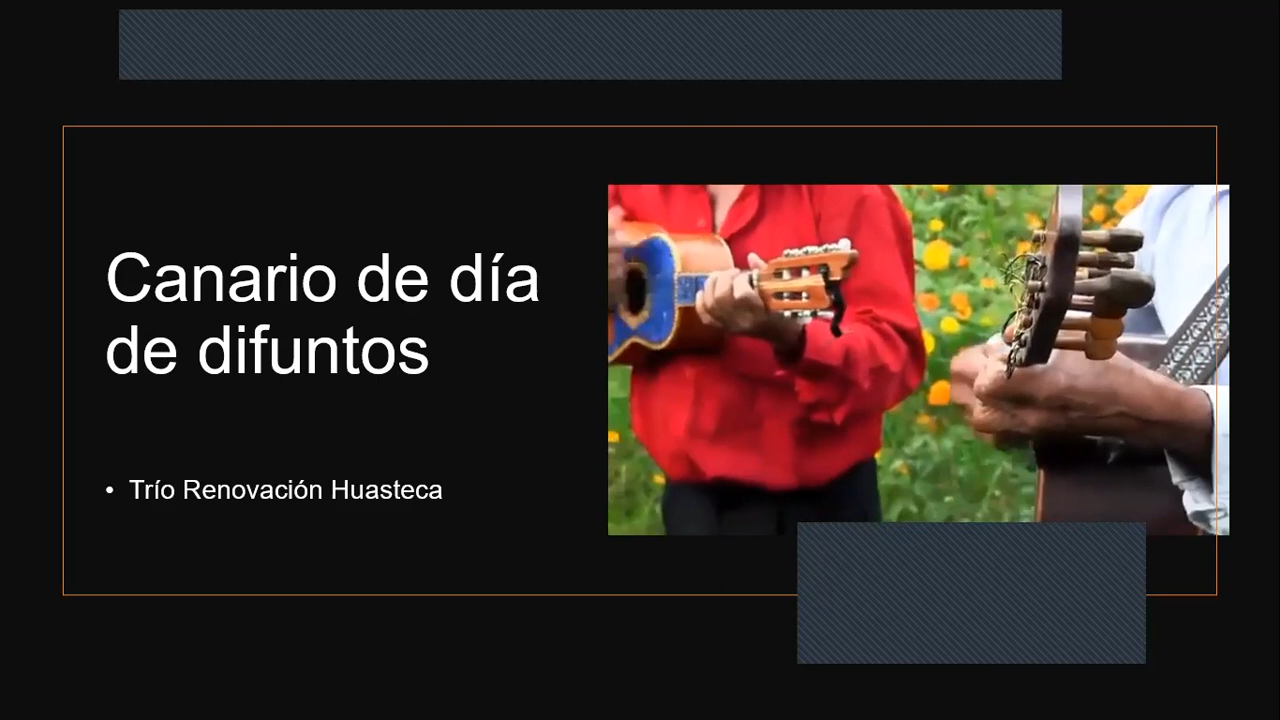 Canario de día
de difuntos
• Trío Renovación Huasteca